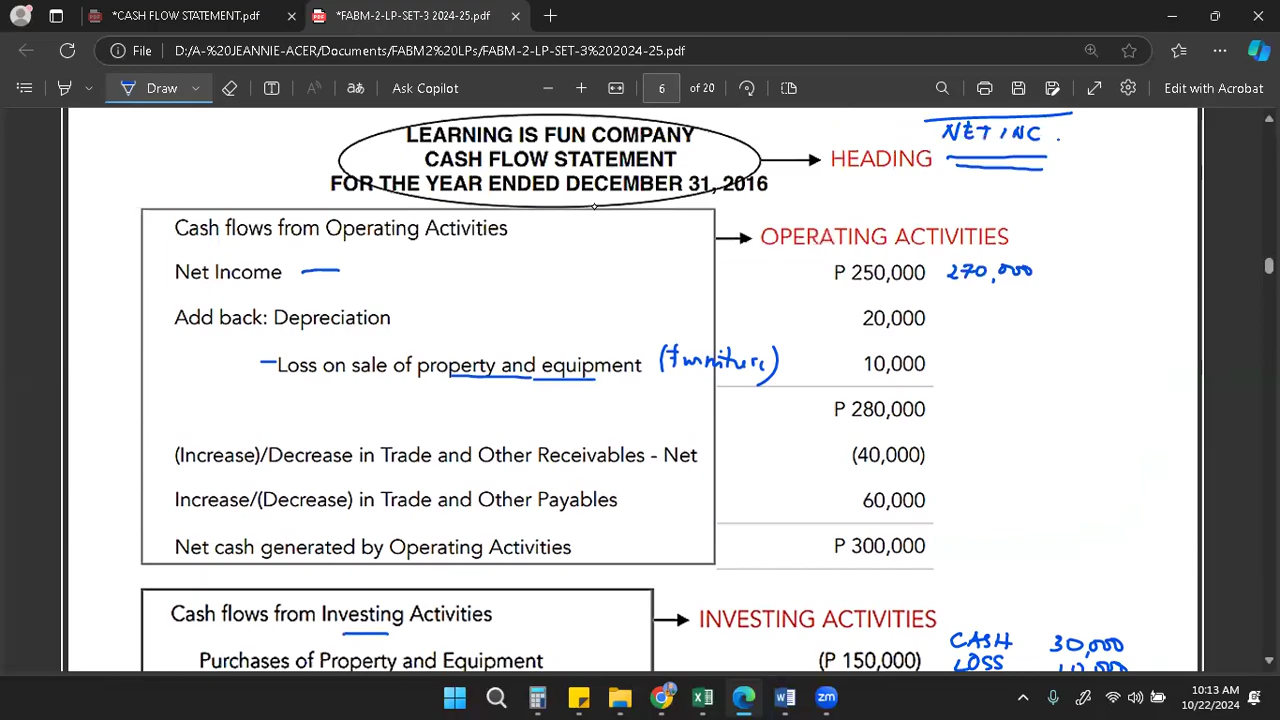 *CASH FLOW STATEMENT.pdf
*FABM-2-LP-SET-3 2024-25.pdf
File
D:/A-%20JEANNIE-ACER/Documents/FABM2%20LPs/FABM-2-LP-SET-3%202024-25.pdf
Draw
Ask Copilot
6 of 20
Edit with Acrobat
NET INC.
LEARNING IS FUN COMPANY
CASH FLOW STATEMENT
FOR THE YEAR ENDED DECEMBER 31, 2016
HEADING
Cash flows from Operating Activities
OPERATING ACTIVITIES
Net Income P 250,000 270,000
Add back: Depreciation 20,000
Loss on sale of property and equipment (furniture) 10,000
P 280,000
(Increase)/Decrease in Trade and Other Receivables - Net (40,000)
Increase/(Decrease) in Trade and Other Payables 60,000
Net cash generated by Operating Activities P 300,000
Cash flows from Investing Activities
INVESTING ACTIVITIES
CASH 30,000
Purchases of Property and Equipment (P 150,000)
LOSS
10:13 AM
10/22/2024